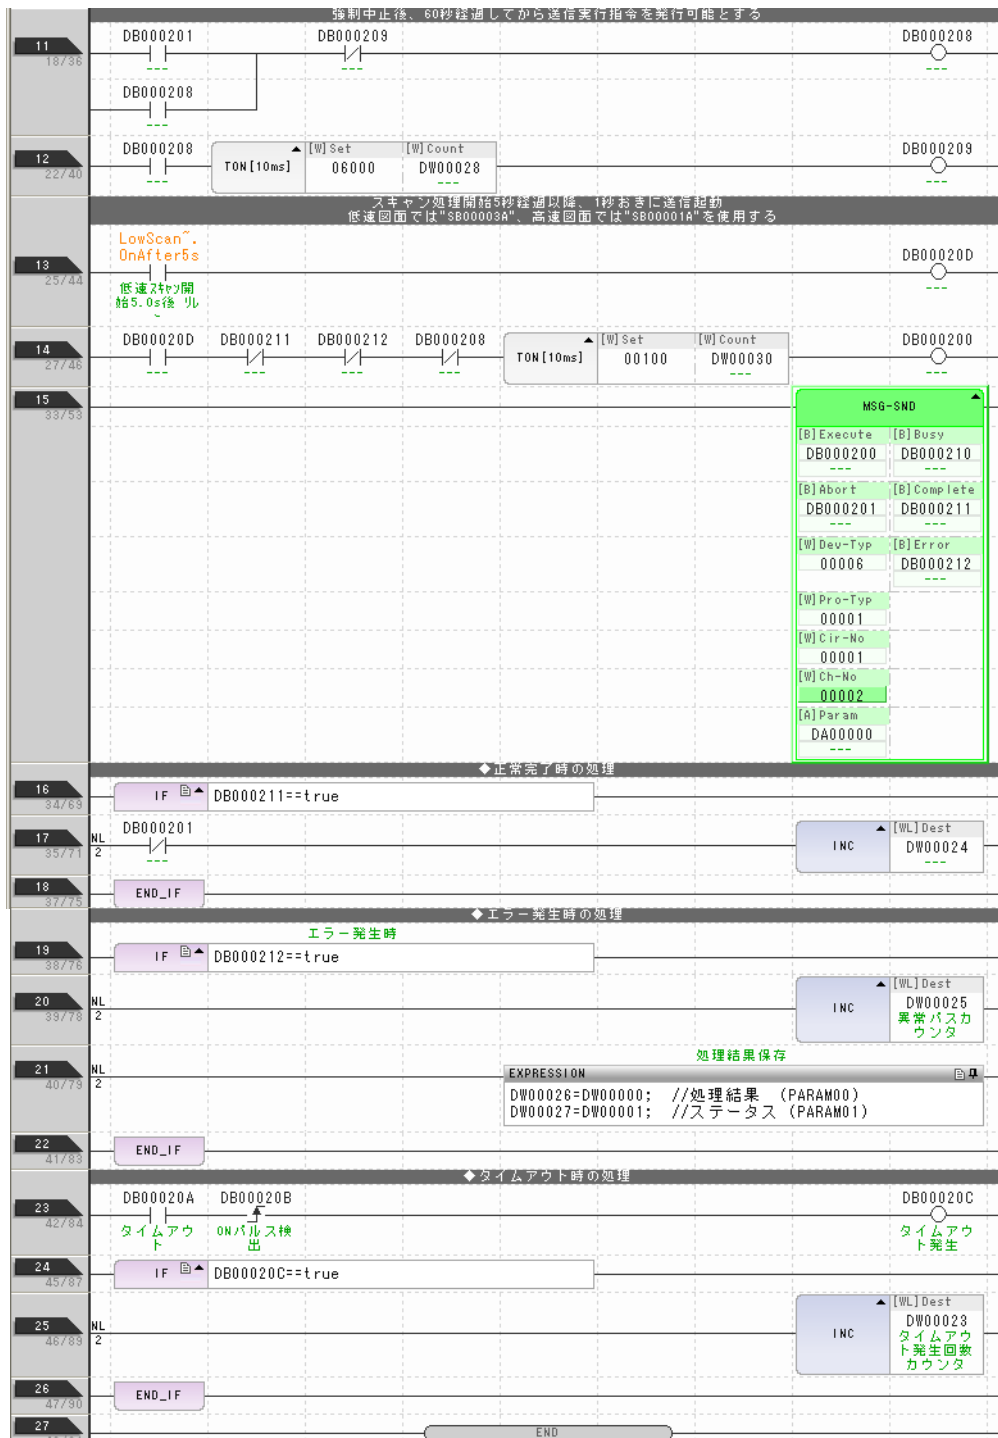 強制中止後、60秒経過してから送信実行指令を発行可能とする
11
18/36
DB000201
DB000209
DB000208
---
---
---
DB000208
---
12
22/40
DB000208
---
TON[10ms]
[W]Set
06000
[W]Count
DW00028
---
DB000209
---
スキャン処理開始5秒経過以降、1秒おきに送信起動
低速図面では"SB00003A"、高速図面では"SB00001A"を使用する
13
25/44
LowScan~.
OnAfter5s
低速スキャン開
始5.0s後 リレ
~
DB00020D
---
14
27/46
DB00020D
DB000211
DB000212
DB000208
---
---
---
---
TON[10ms]
[W]Set
00100
[W]Count
DW00030
---
DB000200
---
15
33/53
MSG-SND
[B]Execute
[B]Busy
DB000200
DB000210
---
---
[B]Abort
[B]Complete
DB000201
DB000211
---
---
[W]Dev-Typ
[B]Error
00006
DB000212
---
[W]Pro-Typ
00001
[W]Cir-No
00001
[W]Ch-No
00002
[A]Param
DA00000
---
◆正常完了時の処理
16
34/69
IF
DB000211==true
17
35/71
NL
2
DB000201
---
INC
[WL]Dest
DW00024
---
18
37/75
END_IF
◆エラー発生時の処理
エラー発生時
19
38/76
IF
DB000212==true
20
39/78
NL
2
INC
[WL]Dest
DW00025
異常パスカ
ウンタ
処理結果保存
21
40/79
NL
2
EXPRESSION
DW00026=DW00000; //処理結果 (PARAM00)
DW00027=DW00001; //ステータス (PARAM01)
22
41/83
END_IF
◆タイムアウト時の処理
23
42/84
DB00020A
DB00020B
DB00020C
タイムアウ
ト
ONパルス検
出
タイムアウ
ト発生
24
45/87
IF
DB00020C==true
25
46/89
NL
2
INC
[WL]Dest
DW00023
タイムアウ
ト発生回数
カウンタ
26
47/90
END_IF
27
END